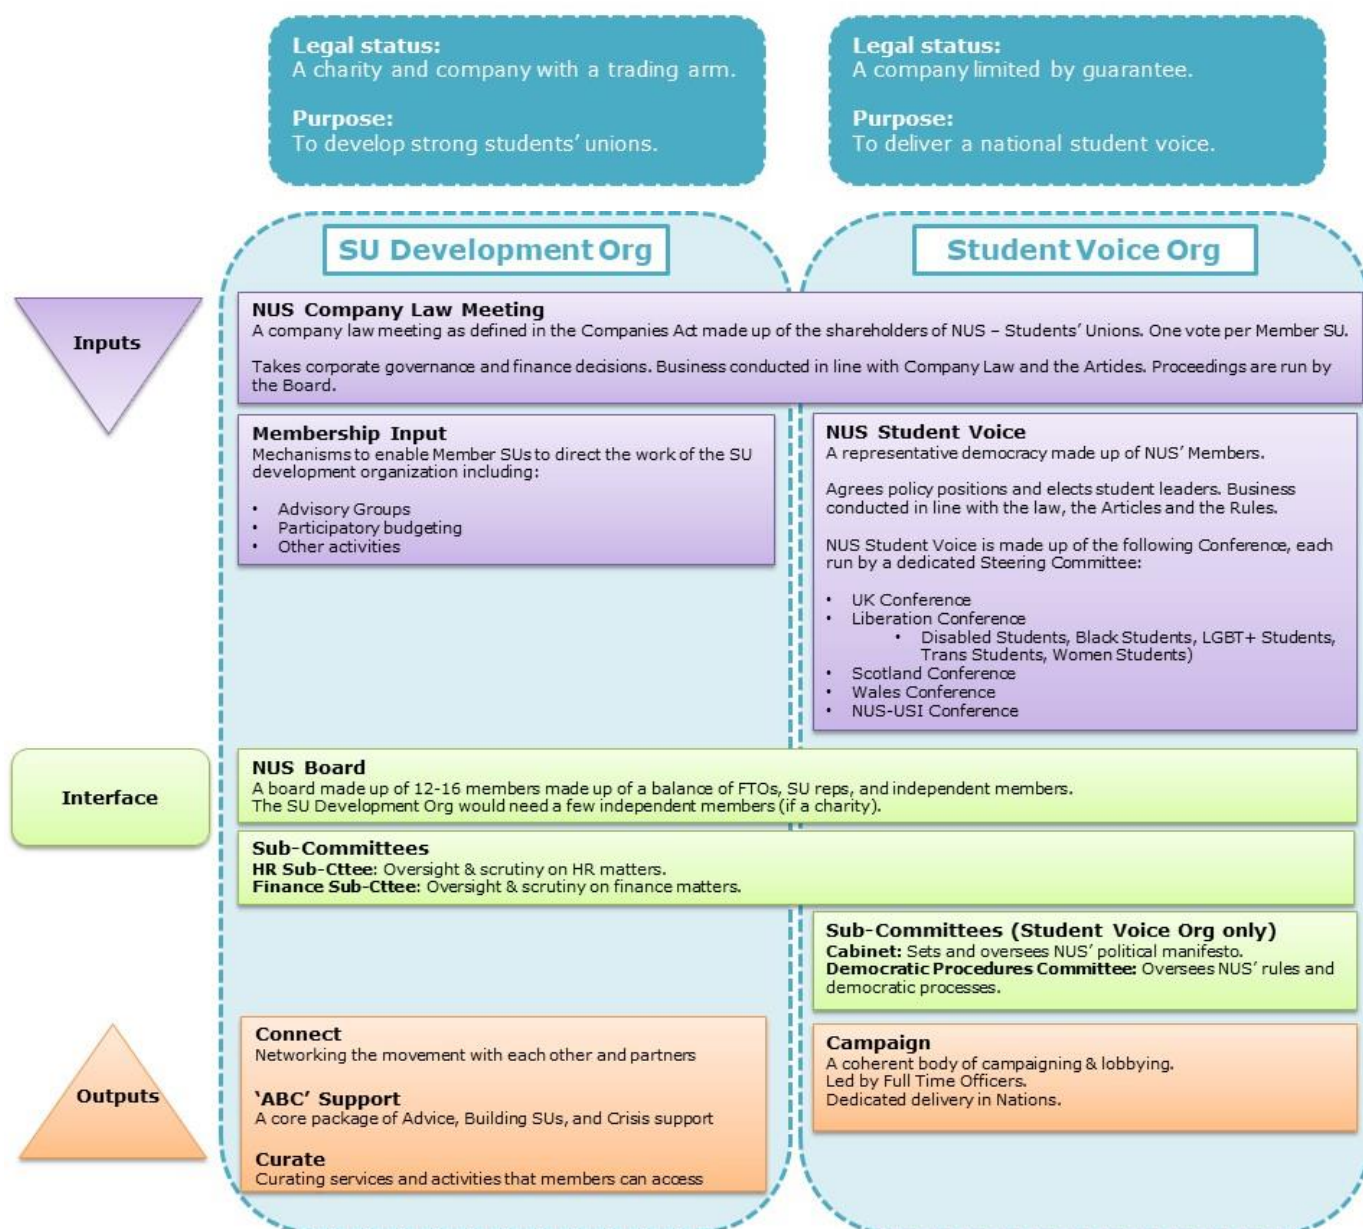 Legal status:
A charity and company with a trading arm.
Purpose:
To develop strong students’ unions.
Legal status:
A company limited by guarantee.
Purpose:
To deliver a national student voice.
SU Development Org
Student Voice Org
Inputs
NUS Company Law Meeting
A company law meeting as defined in the Companies Act made up of the shareholders of NUS – Students’ Unions. One vote per Member SU.
Takes corporate governance and finance decisions. Business conducted in line with Company Law and the Articles. Proceedings are run by
the Board.
Membership Input
Mechanisms to enable Member SUs to direct the work of the SU
development organization including:
• Advisory Groups
• Participatory budgeting
• Other activities
NUS Student Voice
A representative democracy made up of NUS’ Members.
Agrees policy positions and elects student leaders. Business
conducted in line with the law, the Articles and the Rules.
NUS Student Voice is made up of the following Conference, each
run by a dedicated Steering Committee:
• UK Conference
• Liberation Conference
• Disabled Students, Black Students, LGBT+ Students,
Trans Students, Women Students)
• Scotland Conference
• Wales Conference
• NUS-USI Conference
Interface
NUS Board
A board made up of 12-16 members made up of a balance of FTOs, SU reps, and independent members.
The SU Development Org would need a few independent members (if a charity).
Sub-Committees
HR Sub-Cttee: Oversight & scrutiny on HR matters.
Finance Sub-Cttee: Oversight & scrutiny on finance matters.
Sub-Committees (Student Voice Org only)
Cabinet: Sets and oversees NUS’ political manifesto.
Democratic Procedures Committee: Oversees NUS’ rules and
democratic processes.
Outputs
Connect
Networking the movement with each other and partners
‘ABC’ Support
A core package of Advice, Building SUs, and Crisis support
Curate
Curating services and activities that members can access
Campaign
A coherent body of campaigning & lobbying.
Led by Full Time Officers.
Dedicated delivery in Nations.